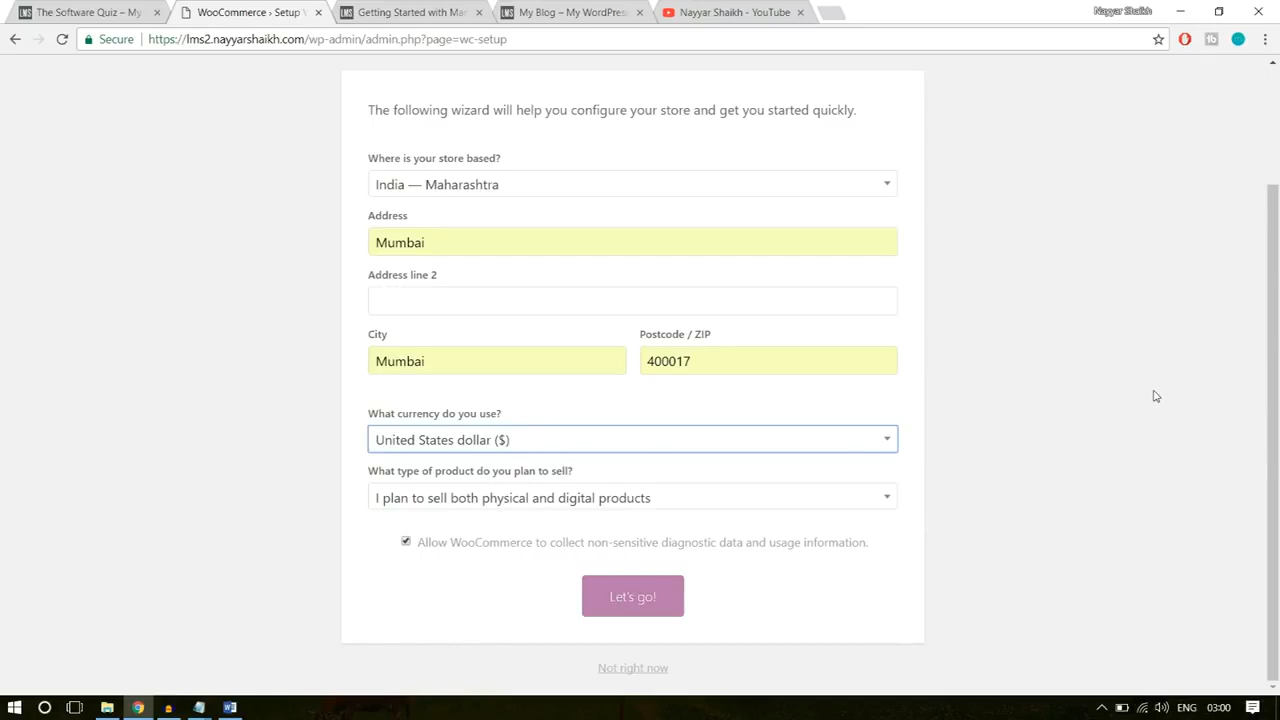 The Software Quiz – My
WooCommerce › Setup
Getting Started with Mar
My Blog – My WordPres
Nayyar Shaikh - YouTube
Nayyar Shaikh
Secure
https://lms2.nayyarshaikh.com/wp-admin/admin.php?page=wc-setup
The following wizard will help you configure your store and get you started quickly.
Where is your store based?
India — Maharashtra
Address
Mumbai
Address line 2
City
Postcode / ZIP
Mumbai
400017
What currency do you use?
United States dollar ($)
What type of product do you plan to sell?
I plan to sell both physical and digital products
Allow WooCommerce to collect non-sensitive diagnostic data and usage information.
Let's go!
Not right now
ENG
03:00